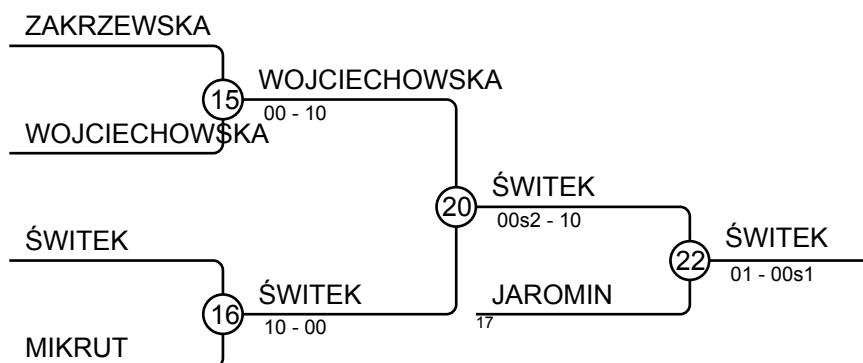 ZAKRZEWSKA
15
WOJCIECHOWSKA
00 - 10
WOJCIECHOWSKA
20
ŚWITEK
00s2 - 10
ŚWITEK
22
ŚWITEK
01 - 00s1
16
ŚWITEK
10 - 00
JAROMIN
17
MIKRUT